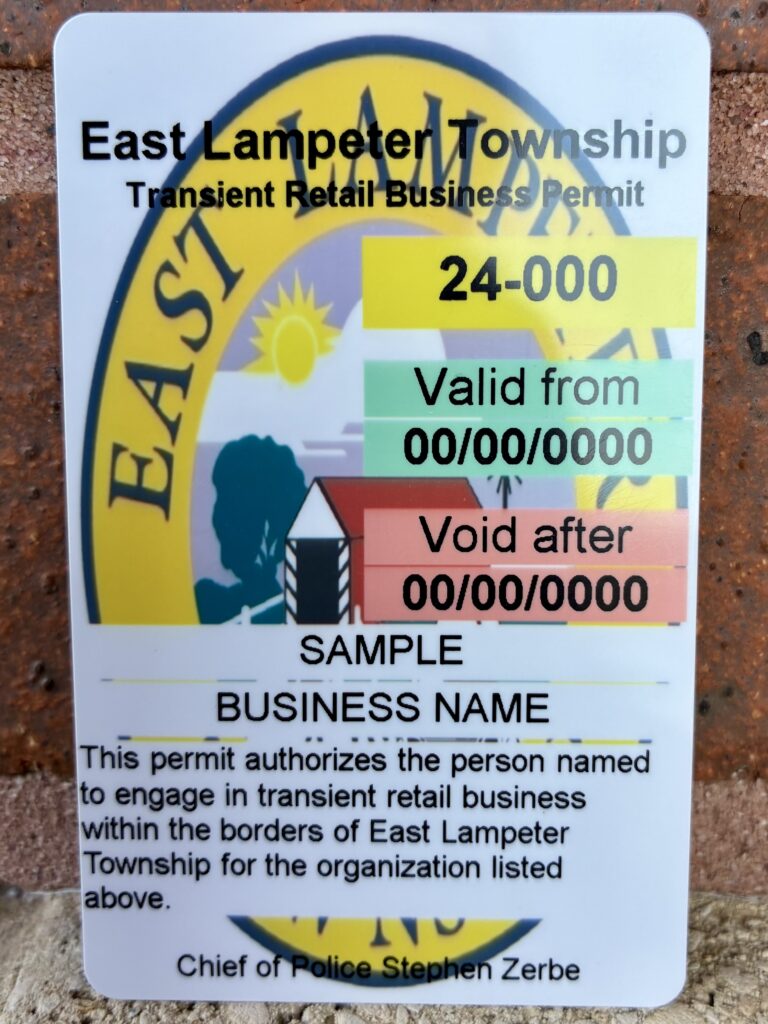 East Lampeter Township
Transient Retail Business Permit
EAST LAMPE
24-000
Valid from
00/00/0000
Void after
00/00/0000
SAMPLE
BUSINESS NAME
This permit authorizes the person named
to engage in transient retail business
within the borders of East Lampeter
Township for the organization listed
above.
Chief of Police Stephen Zerbe